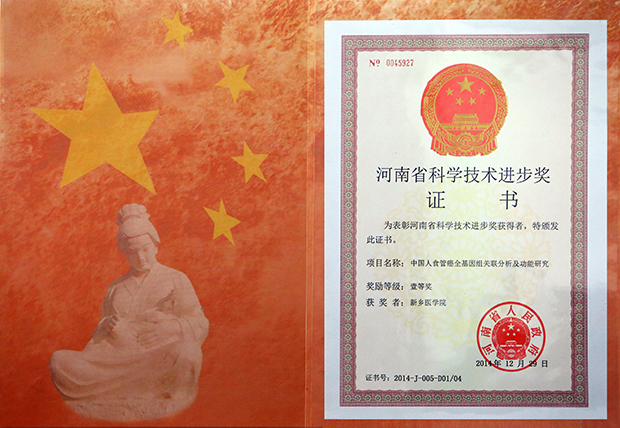 № 0045927
河南省科学技术进步奖
证 书
为表彰河南省科学技术进步奖获得者，特颁发
此证书。
项目名称： 中国人食管癌全基因组关联分析及功能研究
奖励等级： 壹等奖
获 奖 者： 新乡医学院
河南省人民政府
2014年 12 月 29 日
证书号：2014-J-005-D01/04